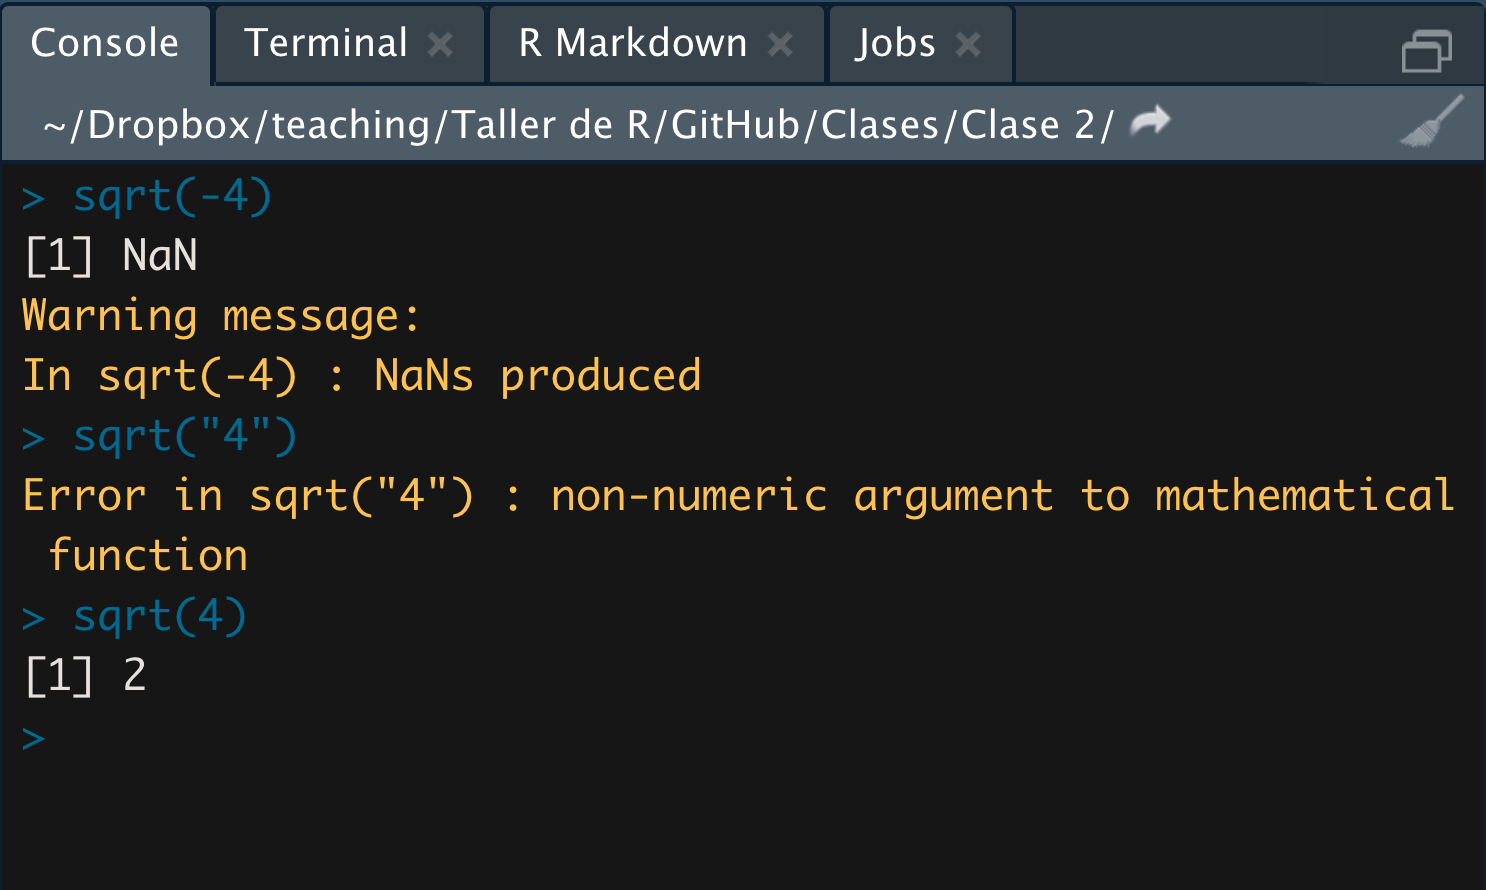 Console Terminal R Markdown Jobs
~/Dropbox/teaching/Taller de R/GitHub/Clases/Clase 2/
> sqrt(-4)
[1] NaN
Warning message:
In sqrt(-4) : NaNs produced
> sqrt("4")
Error in sqrt("4") : non-numeric argument to mathematical
 function
> sqrt(4)
[1] 2
>